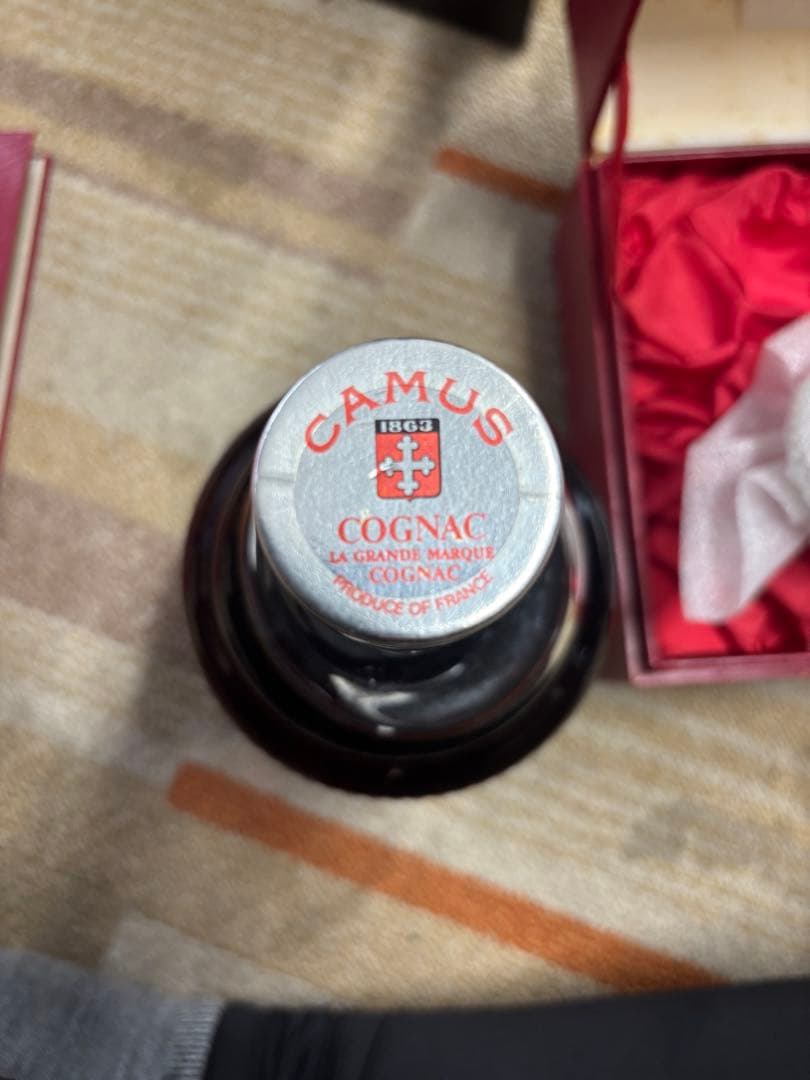 CAMUS
1863
COGNAC
LA GRANDE MARQUE
COGNAC
PRODUCE OF FRANCE